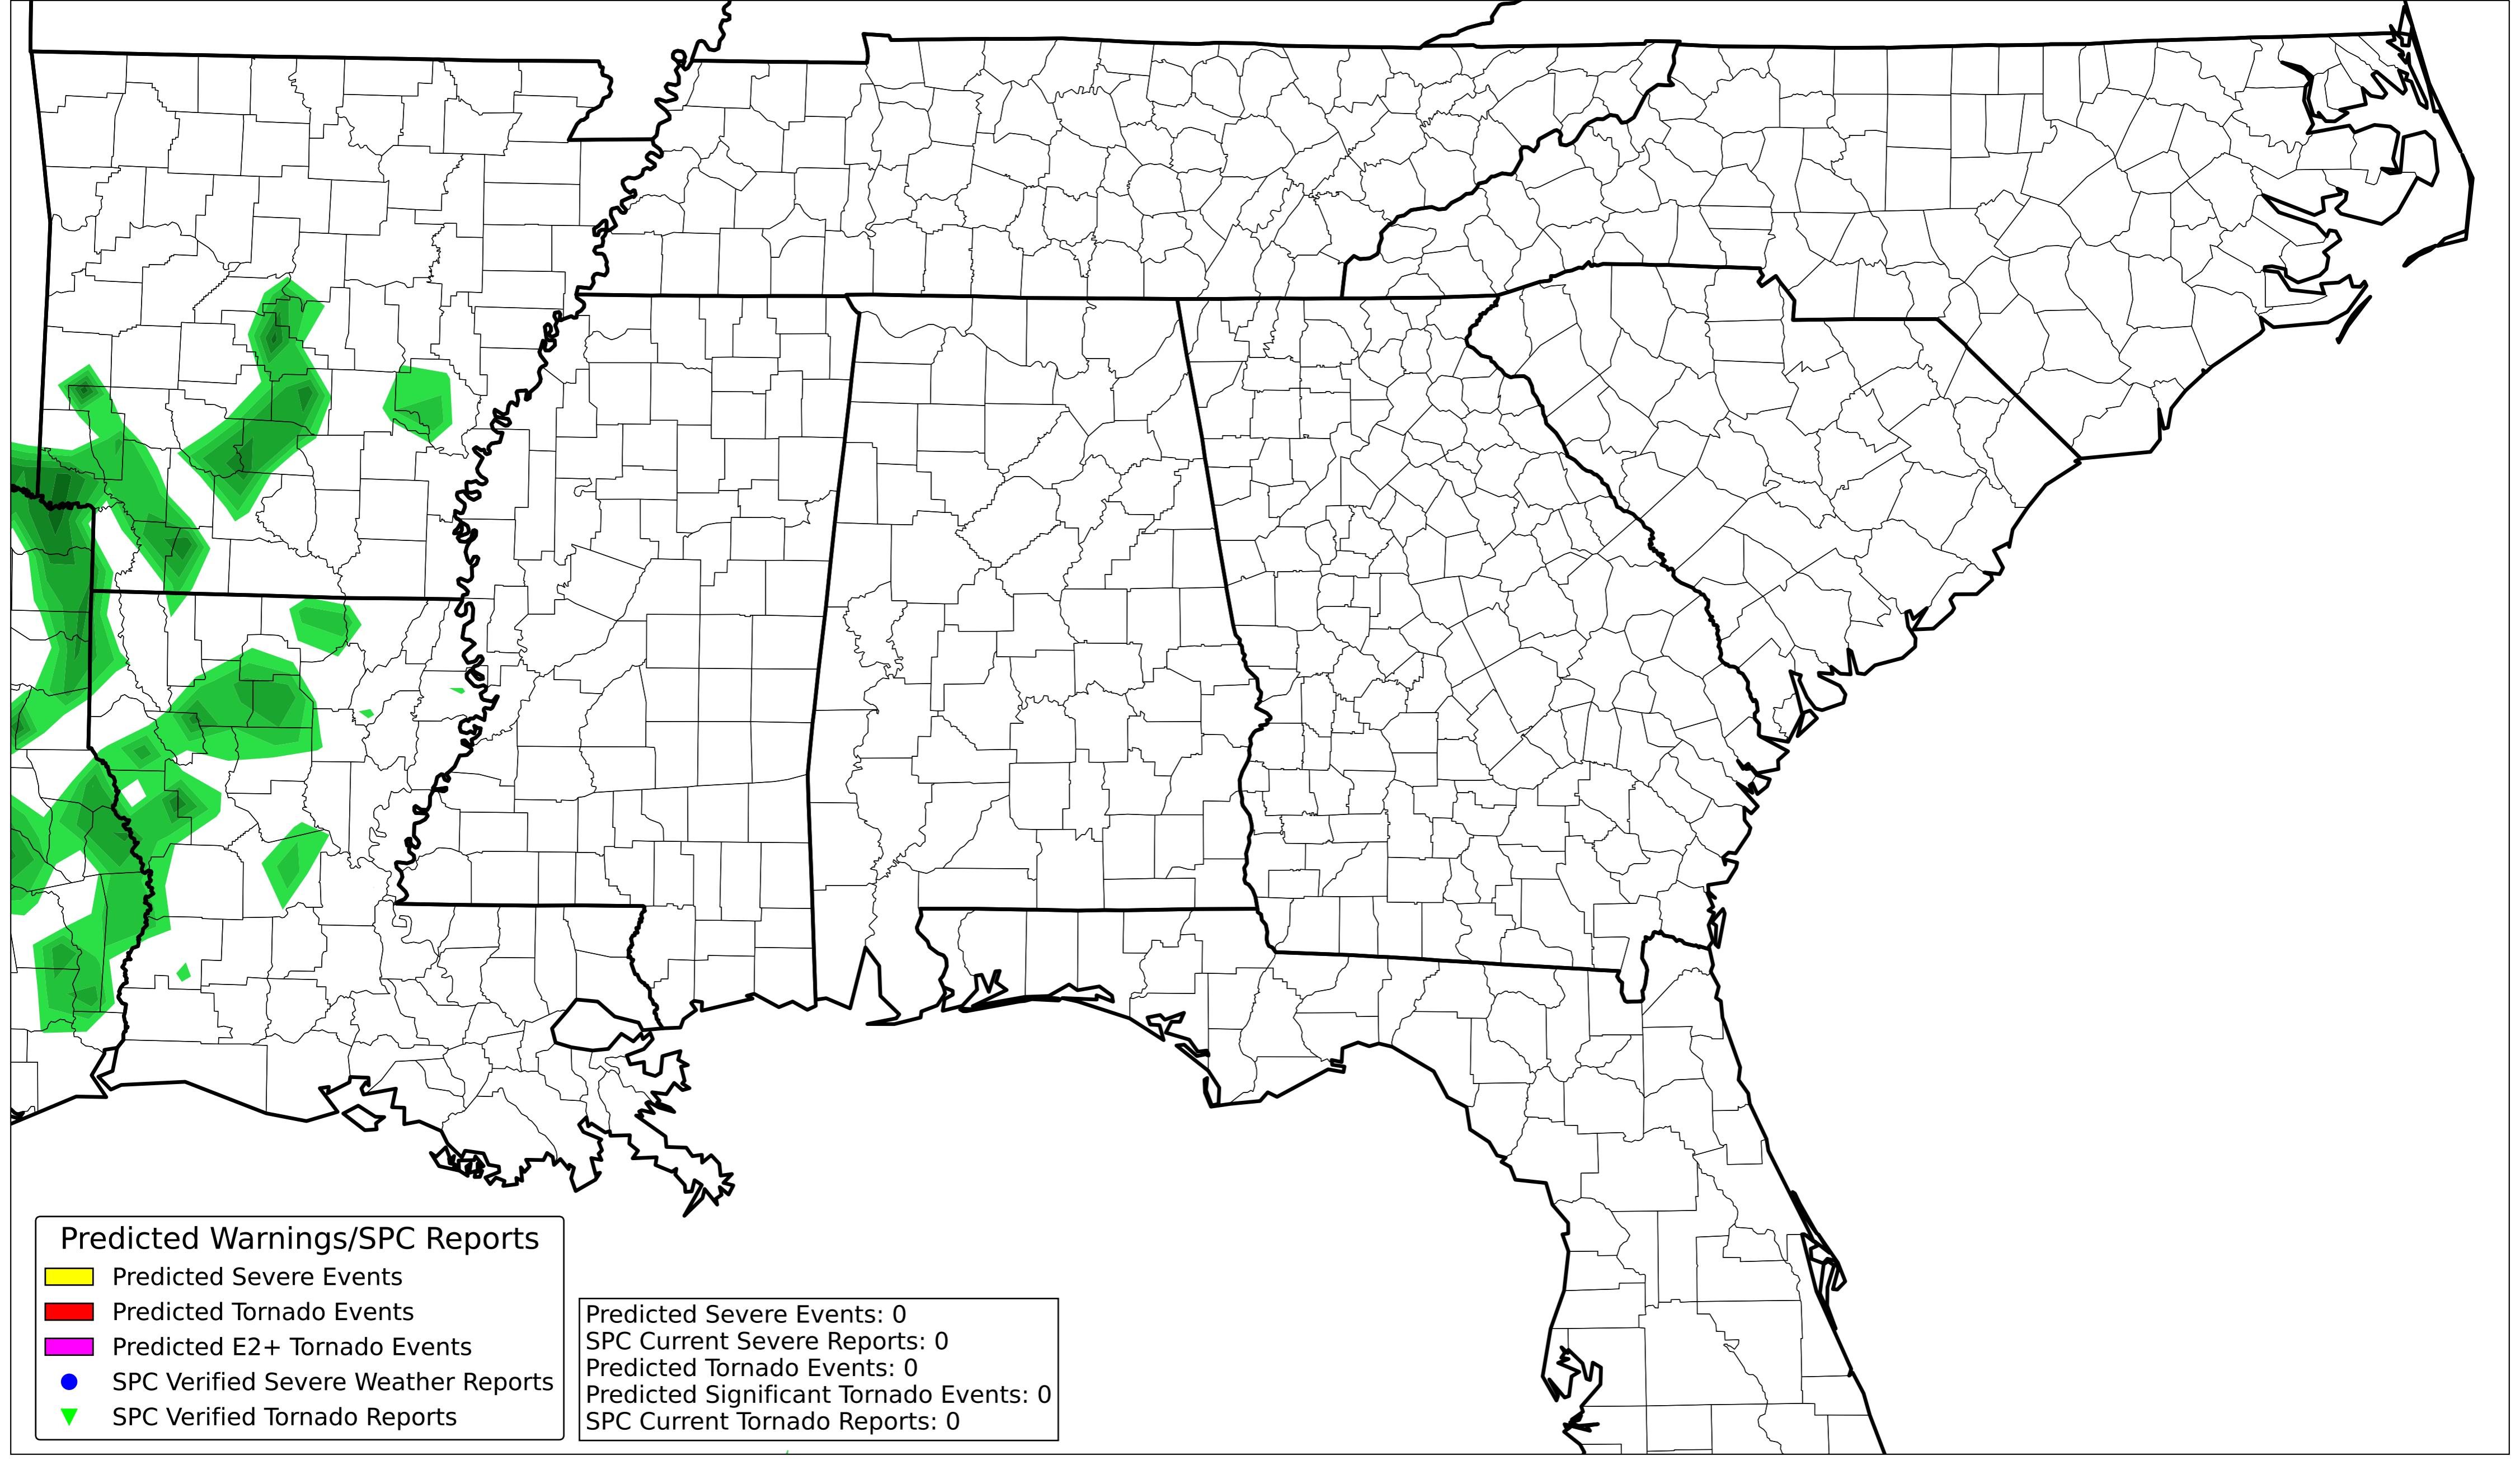 Predicted Warnings/SPC Reports
Predicted Severe Events
Predicted Tornado Events
Predicted E2+ Tornado Events
SPC Verified Severe Weather Reports
SPC Verified Tornado Reports
Predicted Severe Events: 0
SPC Current Severe Reports: 0
Predicted Tornado Events: 0
Predicted Significant Tornado Events: 0
SPC Current Tornado Reports: 0